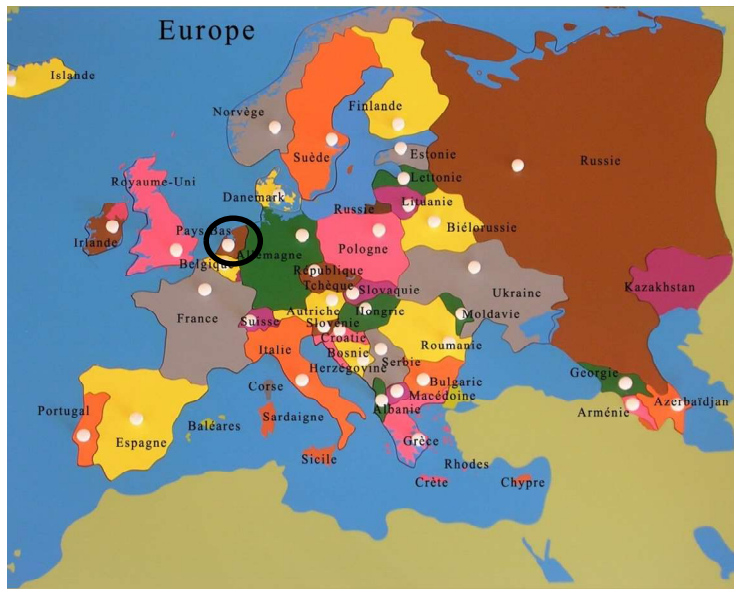 Europe
Islande
Norvège
Finlande
Suède
Estonie
Russie
Lettonie
Royaume-Uni
Danemark
Lituanie
Russie
Irlande
Pays Bas
Biélorussie
Pologne
Allemagne
Belgique
République
Tchèque
Slovaquie
Ukraine
Kazakhstan
France
Autriche
Hongrie
Moldavie
Suisse
Slovénie
Croatie
Roumanie
Italie
Bosnie
Herzegovine
Serbie
Georgie
Corse
Bulgarie
Macédoine
Azerbaïdjan
Portugal
Albanie
Arménie
Sardaigne
Baléares
Espagne
Grèce
Sicile
Rhodes
Crète
Chypre